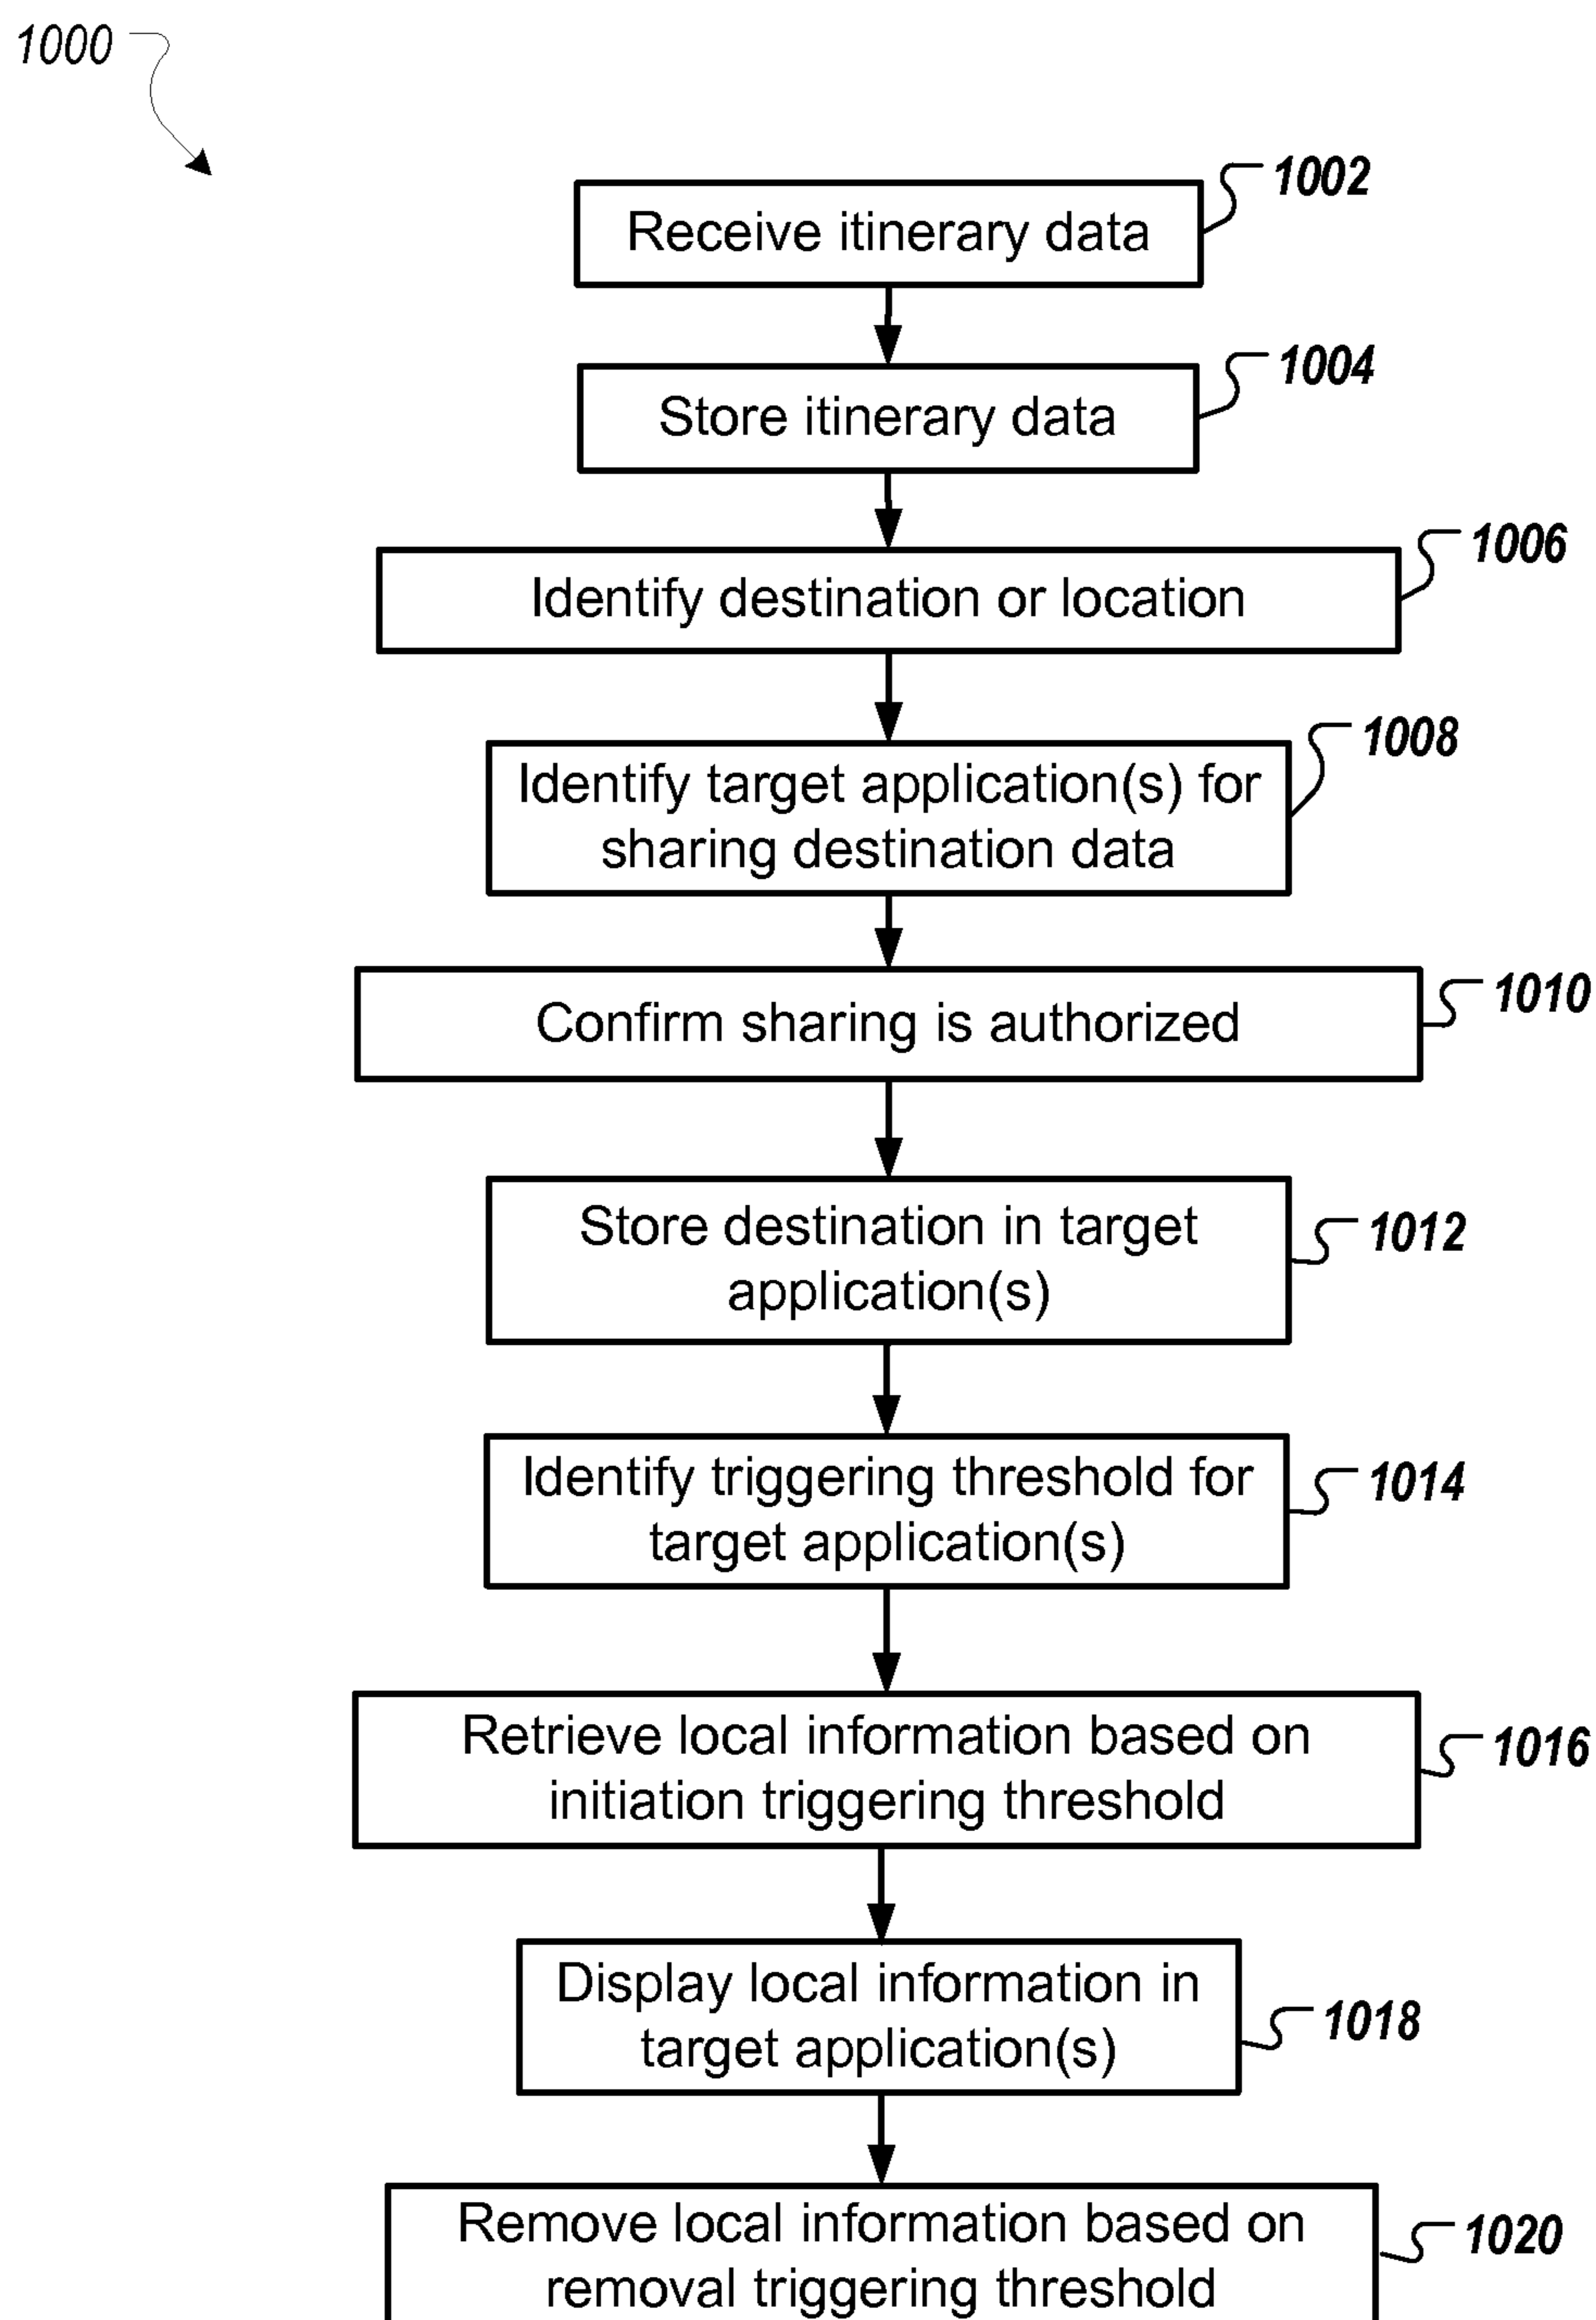 1000
1002
Receive itinerary data
1004
Store itinerary data
1006
Identify destination or location
1008
Identify target application(s) for
sharing destination data
1010
Confirm sharing is authorized
1012
Store destination in target
application(s)
1014
Identify triggering threshold for
target application(s)
1016
Retrieve local information based on
initiation triggering threshold
1018
Display local information in
target application(s)
1020
Remove local information based on
removal triggering threshold